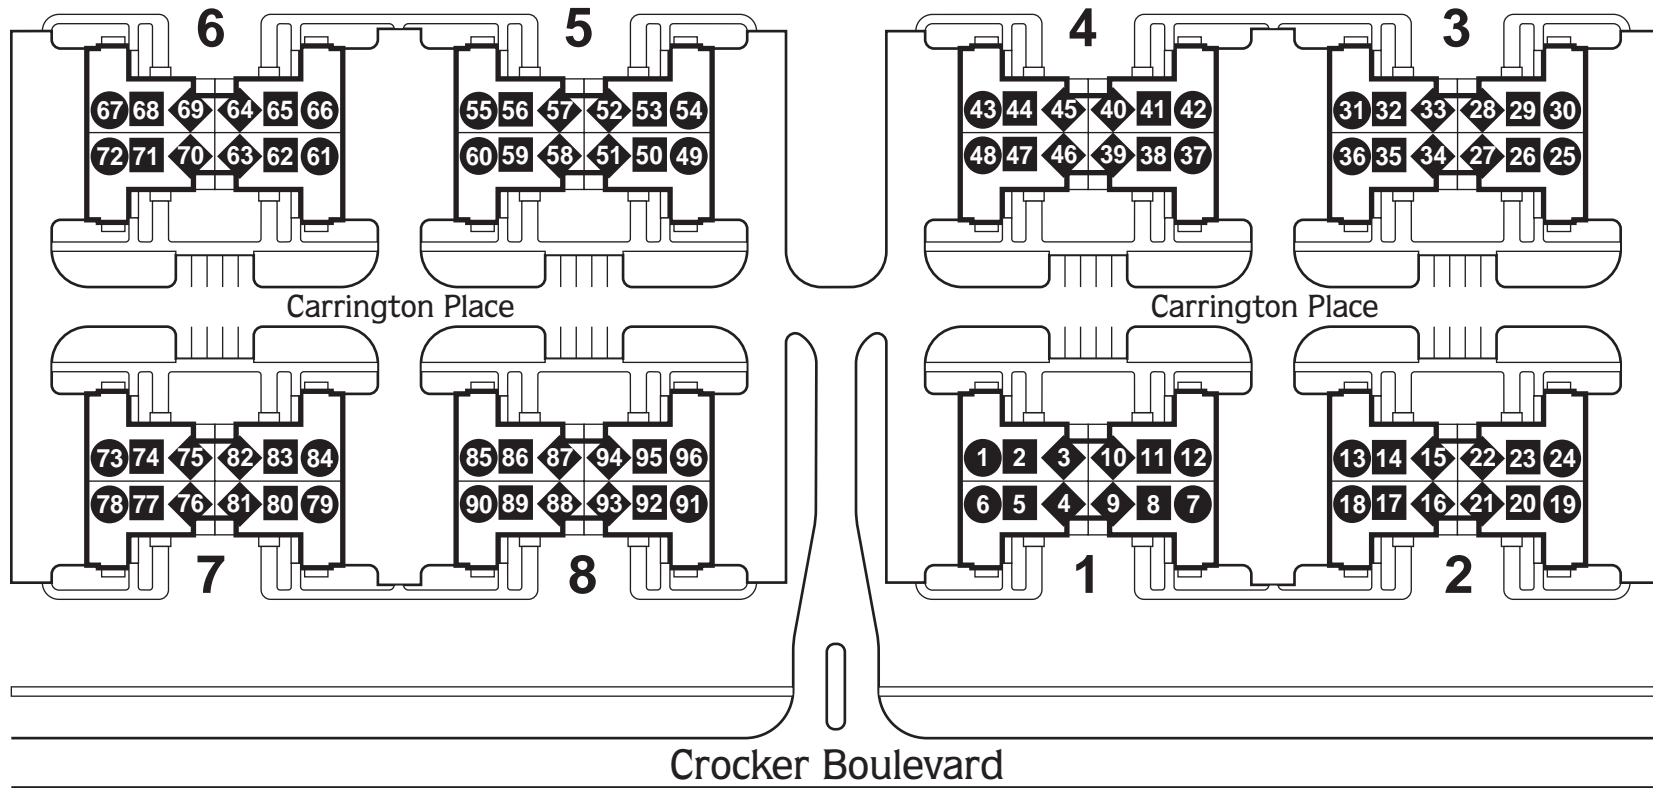 6 5 4 3
67 68 69 64 65 66 55 56 57 52 53 54 43 44 45 40 41 42 31 32 33 28 29 30
72 71 70 63 62 61 60 59 58 51 50 49 48 47 46 39 38 37 36 35 34 27 26 25
Carrington Place Carrington Place
73 74 75 82 83 84 85 86 87 94 95 96 1 2 3 10 11 12 13 14 15 22 23 24
78 77 76 81 80 79 90 89 88 93 92 91 6 5 4 9 8 7 18 17 16 21 20 19
7 8 1 2
Crocker Boulevard